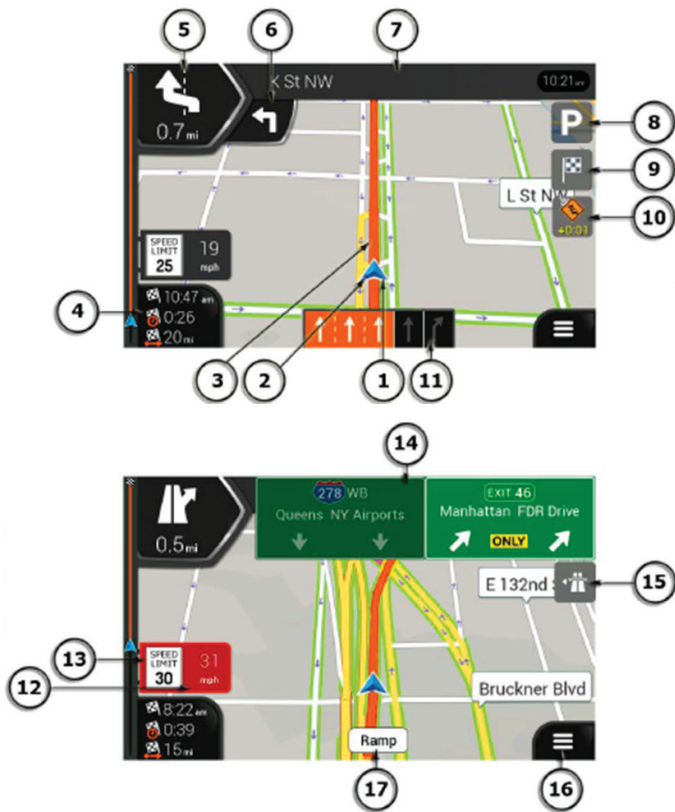 5 6 7
K St NW 10:21 am
0.7 mi
P 8
9
L St NW
+0:01 10
SPEED LIMIT 25 19 mph
4 10:47 am
0:26
20 mi
3 2 1 11
14
278 WB EXIT 46
Queens NY Airports Manhattan FDR Drive
ONLY
0.5 mi
E 132nd 15
13 SPEED LIMIT 30 31 mph
12
8:22 am
0:39
15 mi
Bruckner Blvd
Ramp
17 16